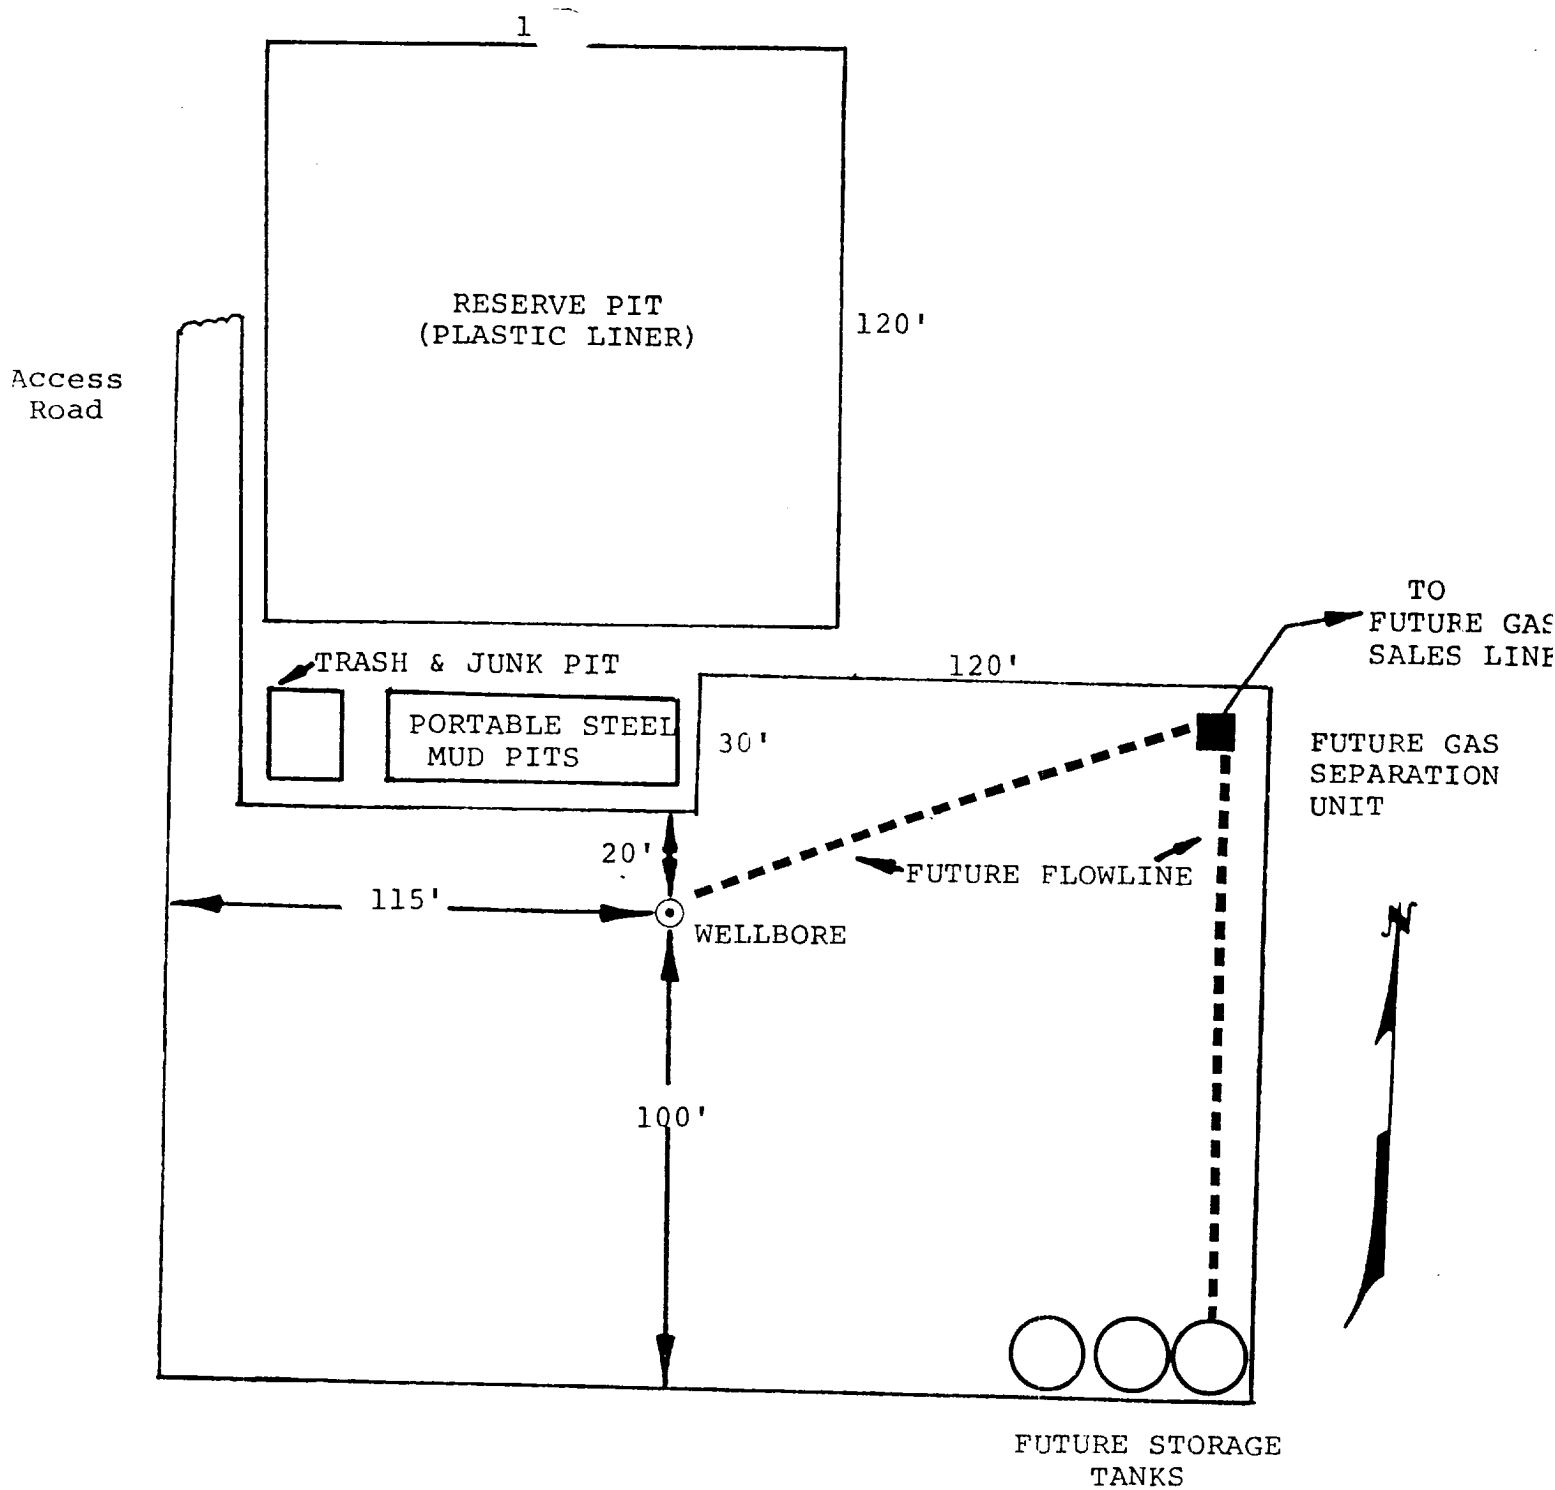 1
RESERVE PIT
(PLASTIC LINER)
120'
Access
Road
TO
FUTURE GAS
SALES LINE
TRASH & JUNK PIT
120'
PORTABLE STEEL
MUD PITS
30'
FUTURE GAS
SEPARATION
UNIT
20'
FUTURE FLOWLINE
115'
WELLBORE
N
100'
FUTURE STORAGE
TANKS